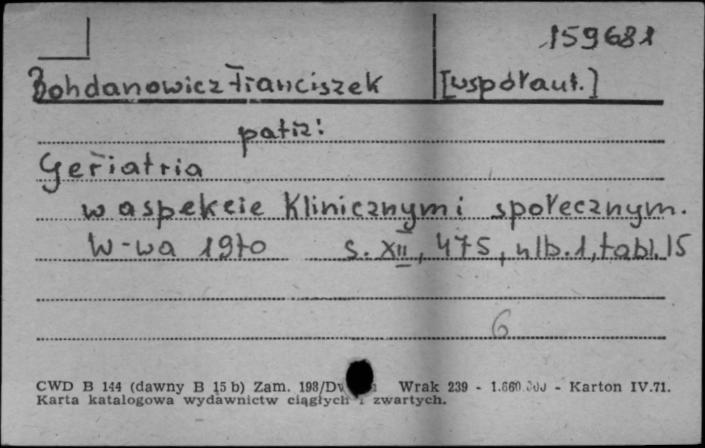 159681
Bohdanowicz Franciszek [współaut.]
patrz:
Geriatria
w aspekcie klinicznym i społecznym.
W-wa 1970 s. XII, 475, nlb. 1, tabl. 15
6
CWD B 144 (dawny B 15 b) Zam. 198/Dw Wrak 239 - 1.660.000 - Karton IV.71.
Karta katalogowa wydawnictw ciągłych i zwartych.